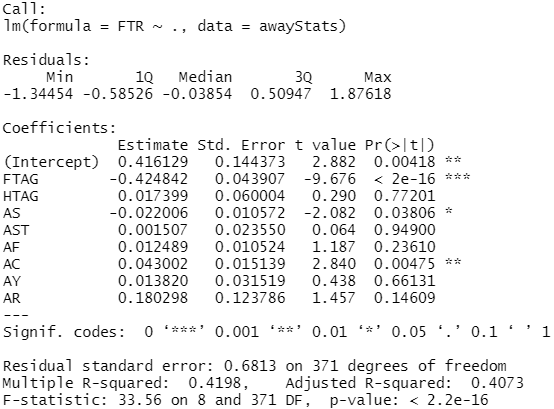 Call:
lm(formula = FTR ~ ., data = awayStats)
Residuals:
     Min       1Q   Median       3Q      Max
-1.34454 -0.58526 -0.03854  0.50947  1.87618
Coefficients:
             Estimate Std. Error t value Pr(>|t|)
(Intercept)  0.416129   0.144373   2.882  0.00418 **
FTAG        -0.424842   0.043907  -9.676  < 2e-16 ***
HTAG         0.017399   0.060004   0.290  0.77201
AS          -0.022006   0.010572  -2.082  0.03806 *
AST          0.001507   0.023550   0.064  0.94900
AF           0.012489   0.010524   1.187  0.23610
AC           0.043002   0.015139   2.840  0.00475 **
AY           0.013820   0.031519   0.438  0.66131
AR           0.180298   0.123786   1.457  0.14609
---
Signif. codes:  0 ‘***’ 0.001 ‘**’ 0.01 ‘*’ 0.05 ‘.’ 0.1 ‘ ’ 1
Residual standard error: 0.6813 on 371 degrees of freedom
Multiple R-squared:  0.4198,    Adjusted R-squared:  0.4073
F-statistic: 33.56 on 8 and 371 DF,  p-value: < 2.2e-16